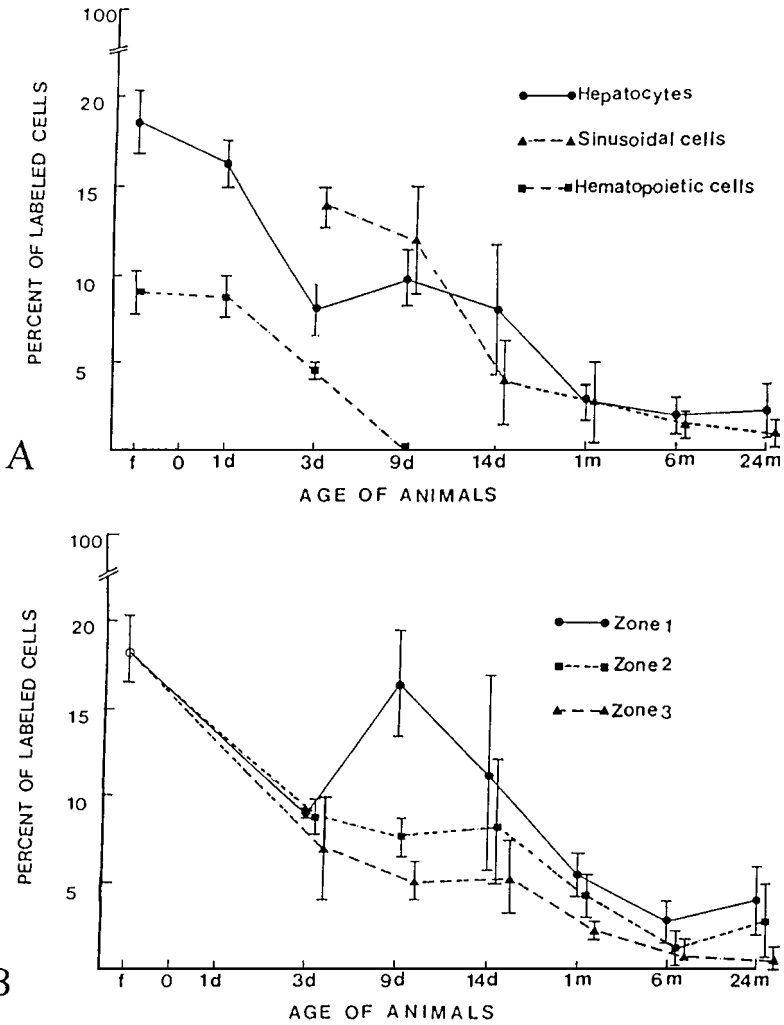 100
20
15
10
5
PERCENT OF LABELED CELLS
Hepatocytes
Sinusoidal cells
Hematopoietic cells
A
f 0 1d 3d 9d 14d 1m 6m 24m
AGE OF ANIMALS
100
20
15
10
5
PERCENT OF LABELED CELLS
Zone 1
Zone 2
Zone 3
B
f 0 1d 3d 9d 14d 1m 6m 24m
AGE OF ANIMALS